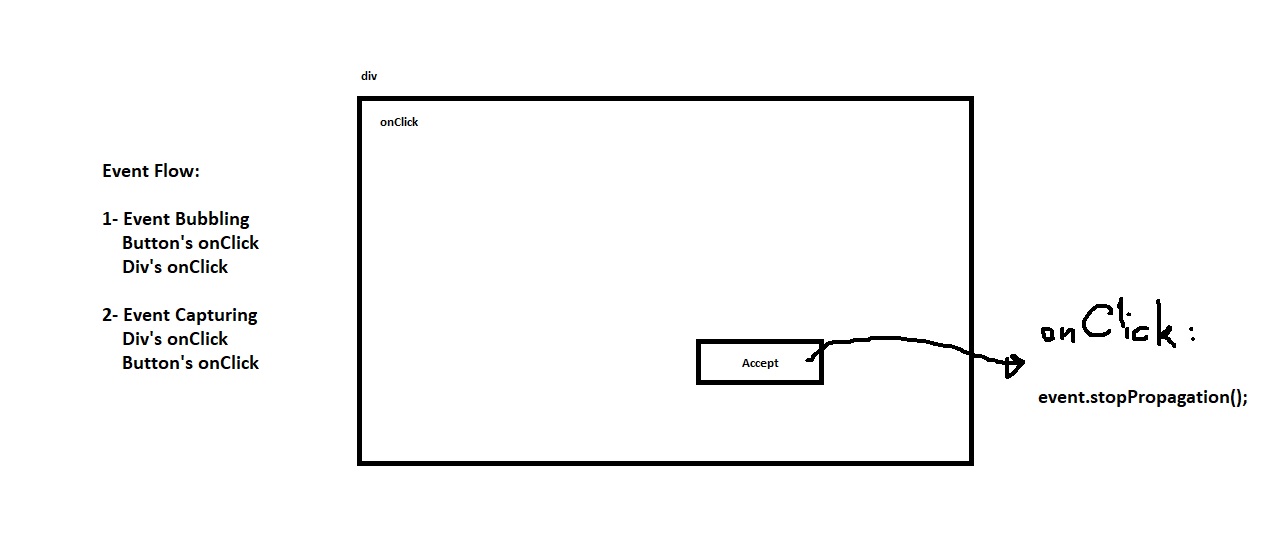 div
onClick
Event Flow:
1- Event Bubbling
Button's onClick
Div's onClick
2- Event Capturing
Div's onClick
Button's onClick
Accept
onClick:
event.stopPropagation();